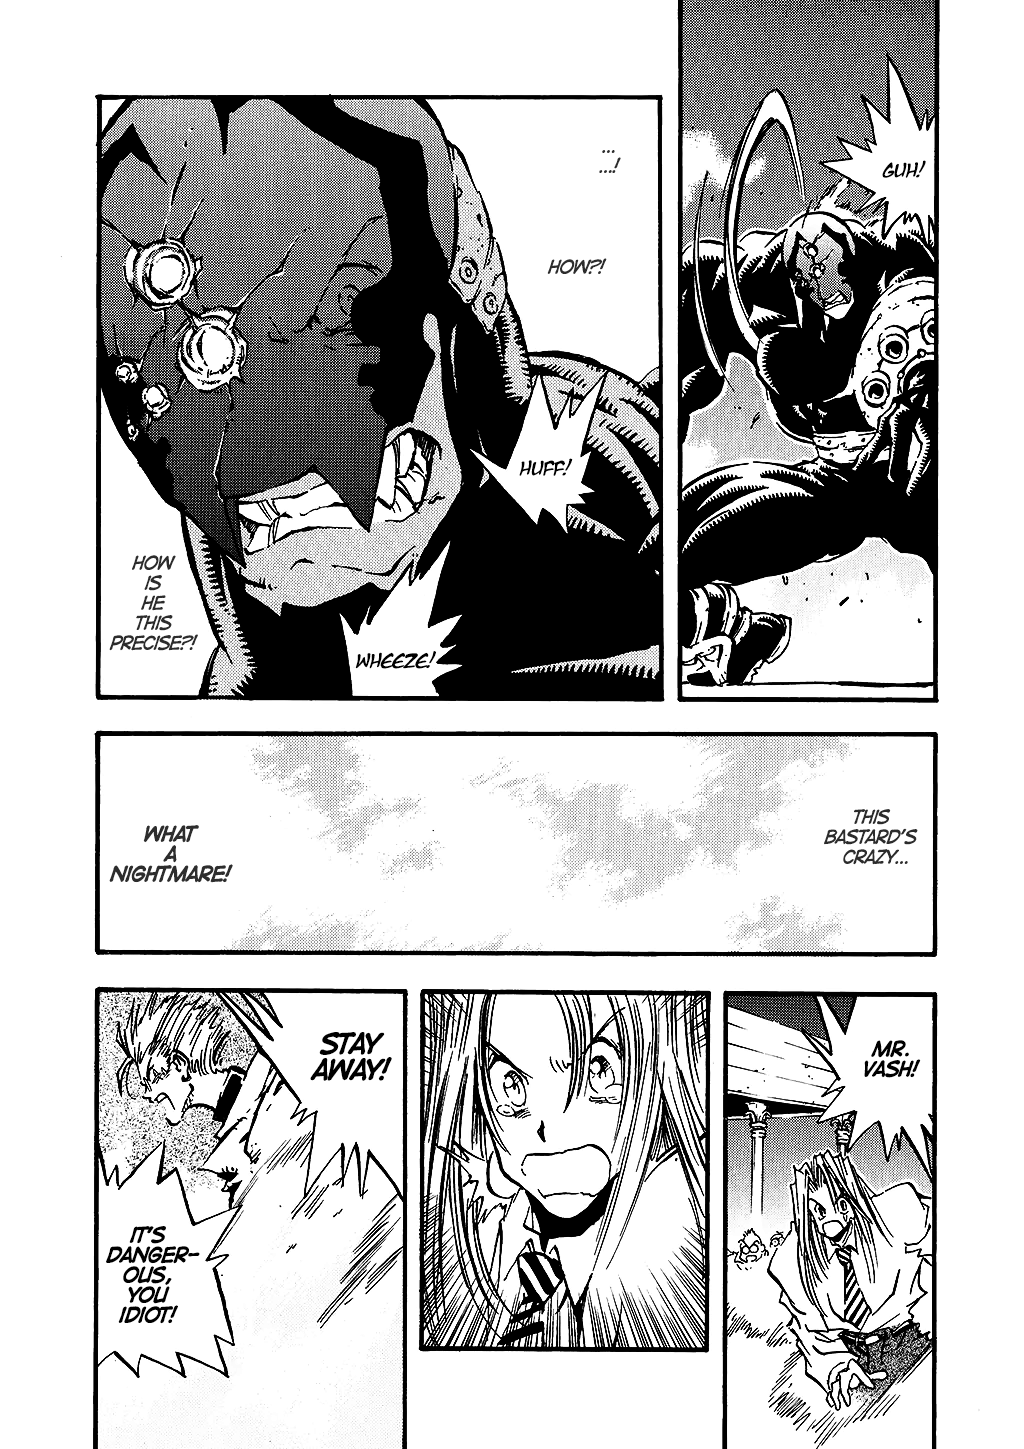 GUH!
...
...!
HOW?!
HUFF!
WHEEZE!
HOW
IS
HE
THIS
PRECISE?!
THIS
BASTARD'S
CRAZY...
WHAT
A
NIGHTMARE!
MR.
VASH!
STAY
AWAY!
IT'S
DANGER-
OUS,
YOU
IDIOT!